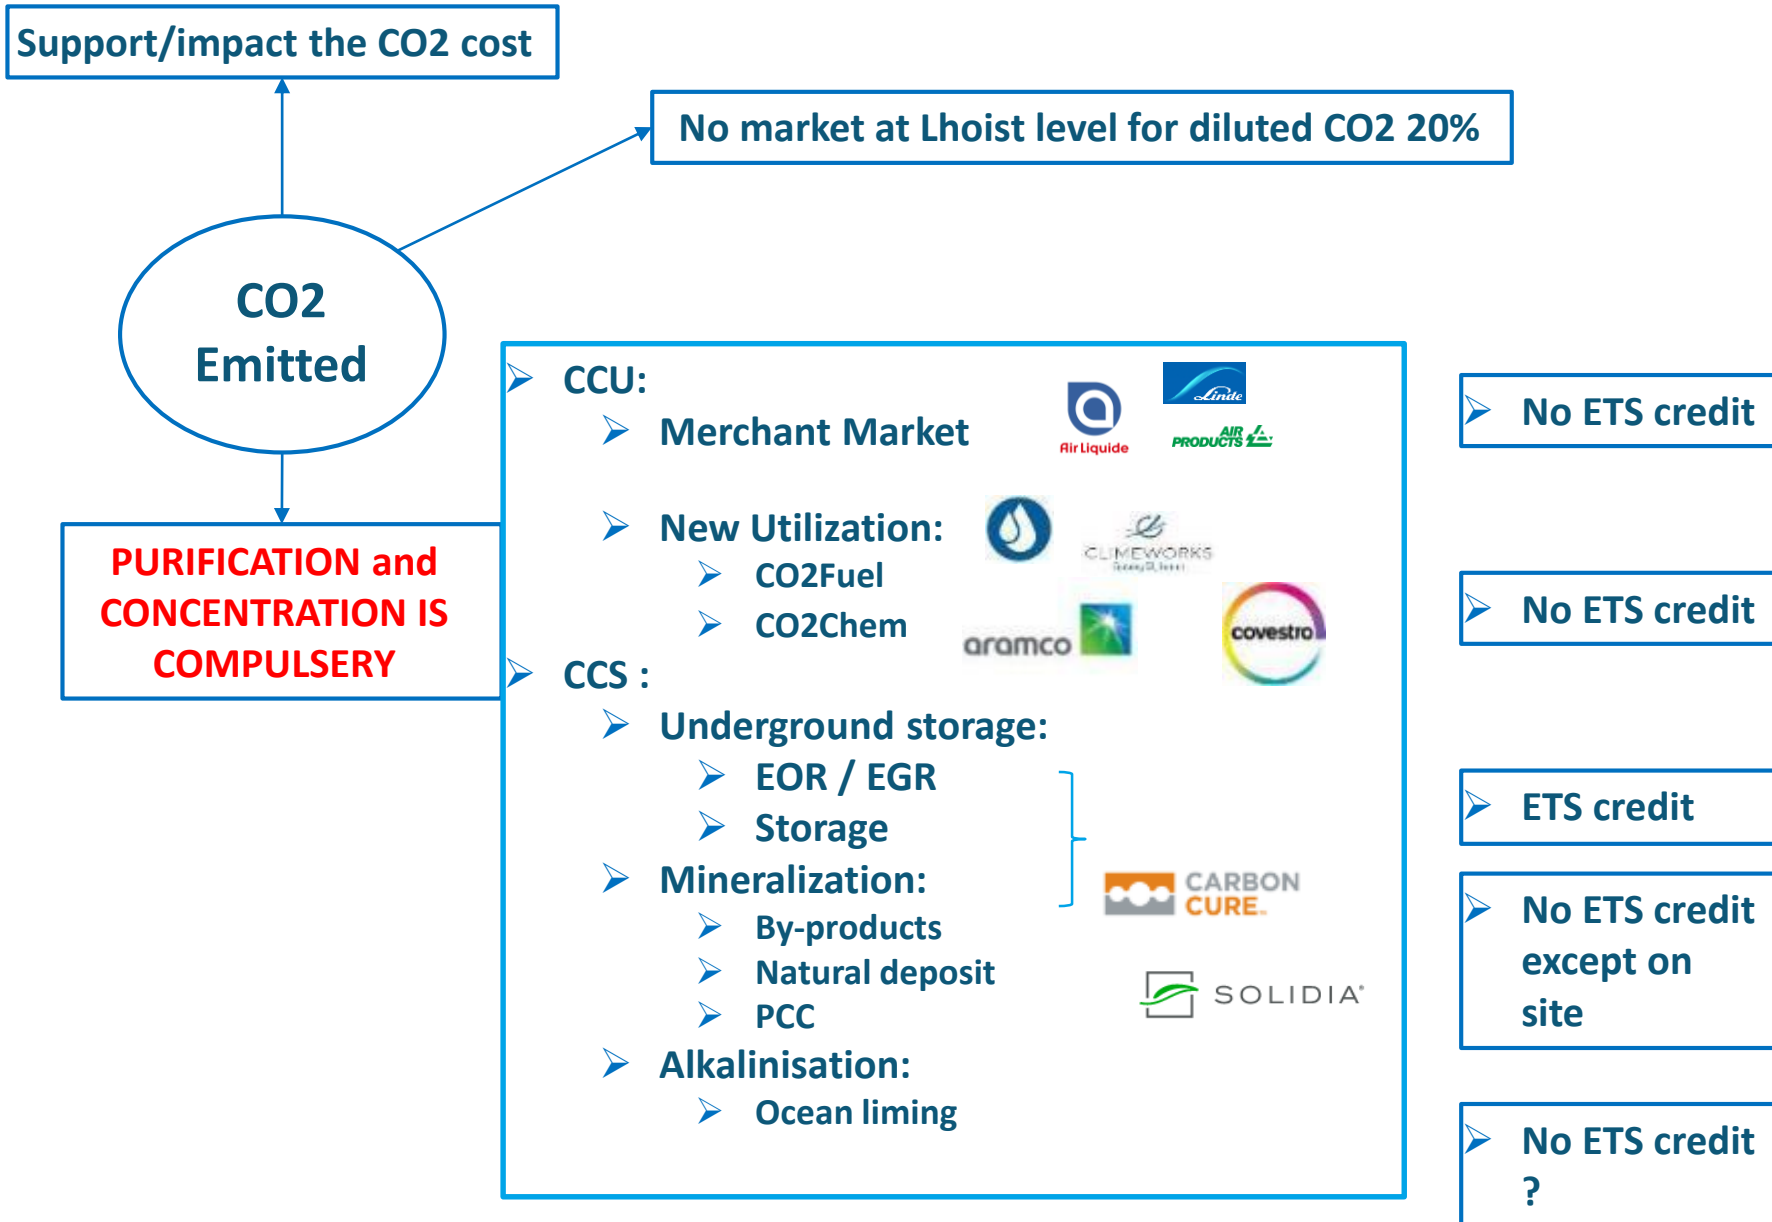 Support/impact the CO2 cost
No market at Lhoist level for diluted CO2 20%
CO2
Emitted
PURIFICATION and
CONCENTRATION IS
COMPULSERY
CCU:
Merchant Market
Air Liquide
Linde
AIR
PRODUCTS
New Utilization:
CLIMEWORKS
CO2Fuel
CO2Chem
aramco
covestro
CCS :
Underground storage:
EOR / EGR
Storage
Mineralization:
CARBON
CURE
By-products
Natural deposit
PCC
SOLIDIA
Alkalinisation:
Ocean liming
No ETS credit
No ETS credit
ETS credit
No ETS credit
except on
site
No ETS credit
?